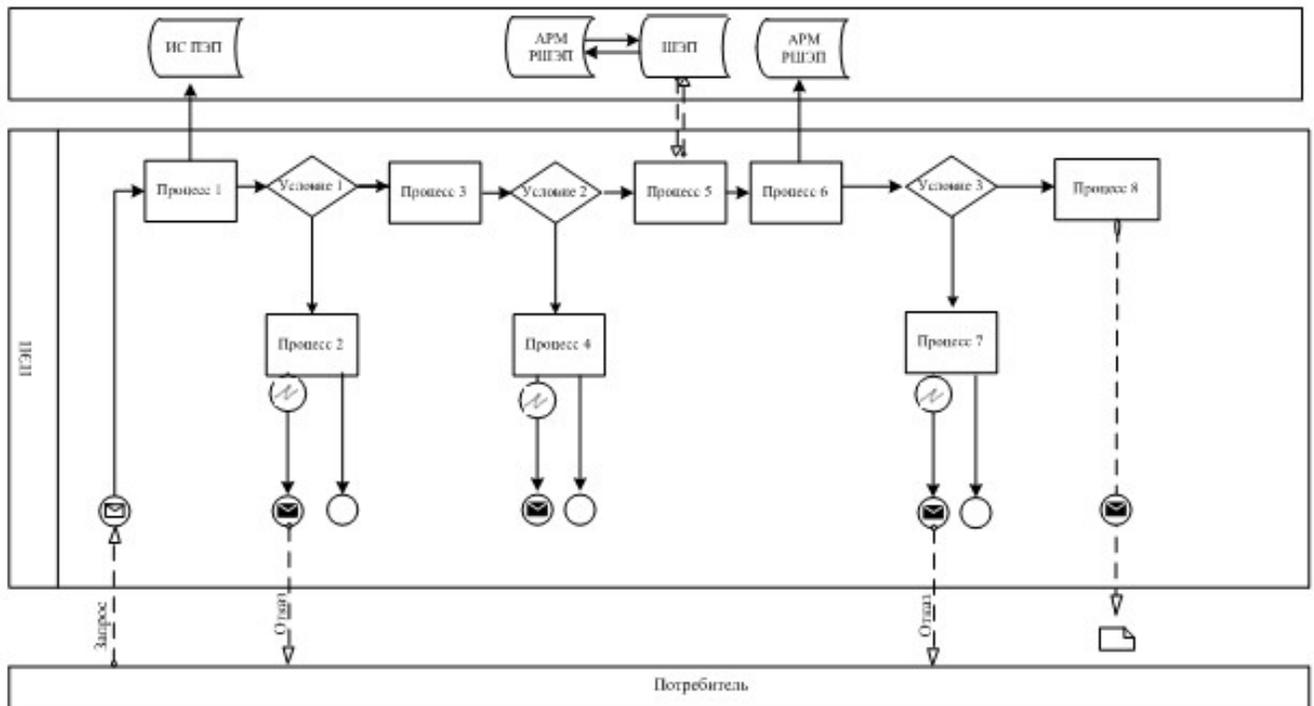 ИС ПЭП
АРМ
РШЭП
ШЭП
АРМ
РШЭП
Процесс 1
Условие 1
Процесс 3
Условие 2
Процесс 5
Процесс 6
Условие 3
Процесс 8
Процесс 2
Процесс 4
Процесс 7
Запрос
Отказ
Отказ
Потребитель